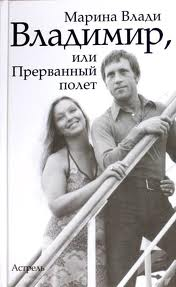 Марина Влади
Владимир,
или
Прерванный
полет
Астрель